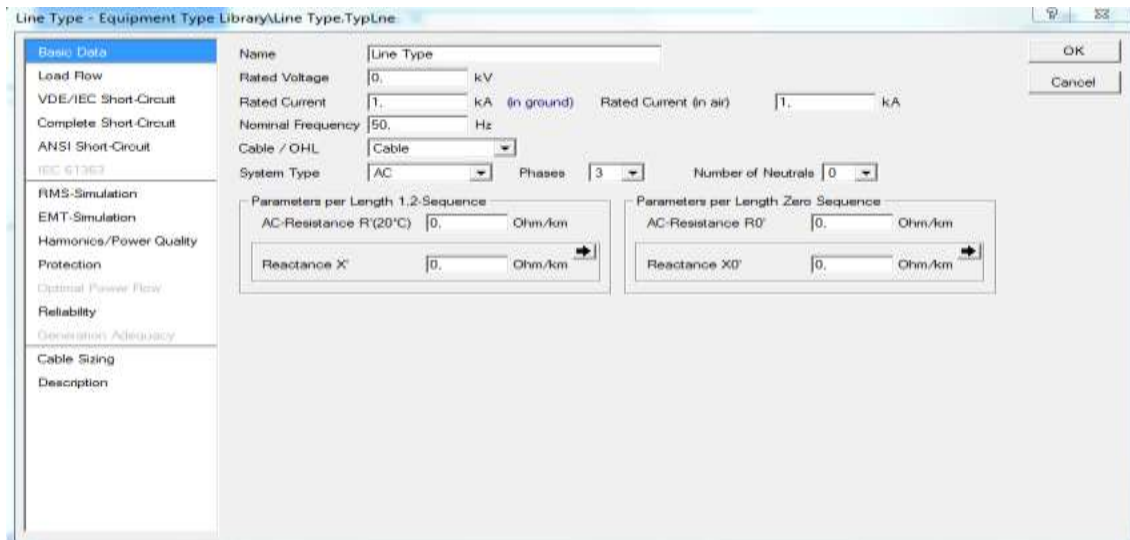 Line Type - Equipment Type Library\Line Type.TypLne
Basic Data
Load Flow
VDE/IEC Short-Circuit
Complete Short-Circuit
ANSI Short-Circuit
IEC 61363
RMS-Simulation
EMT-Simulation
Harmonics/Power Quality
Protection
Optimal Power Flow
Reliability
Generation Adequacy
Cable Sizing
Description
Name Line Type
Rated Voltage 0. kV
Rated Current 1. kA (in ground) Rated Current (in air) 1. kA
Nominal Frequency 50. Hz
Cable / OHL Cable
System Type AC Phases 3 Number of Neutrals 0
Parameters per Length 1,2-Sequence
AC-Resistance R'(20°C) 0. Ohm/km
Reactance X' 0. Ohm/km
Parameters per Length Zero Sequence
AC-Resistance R0' 0. Ohm/km
Reactance X0' 0. Ohm/km
OK
Cancel